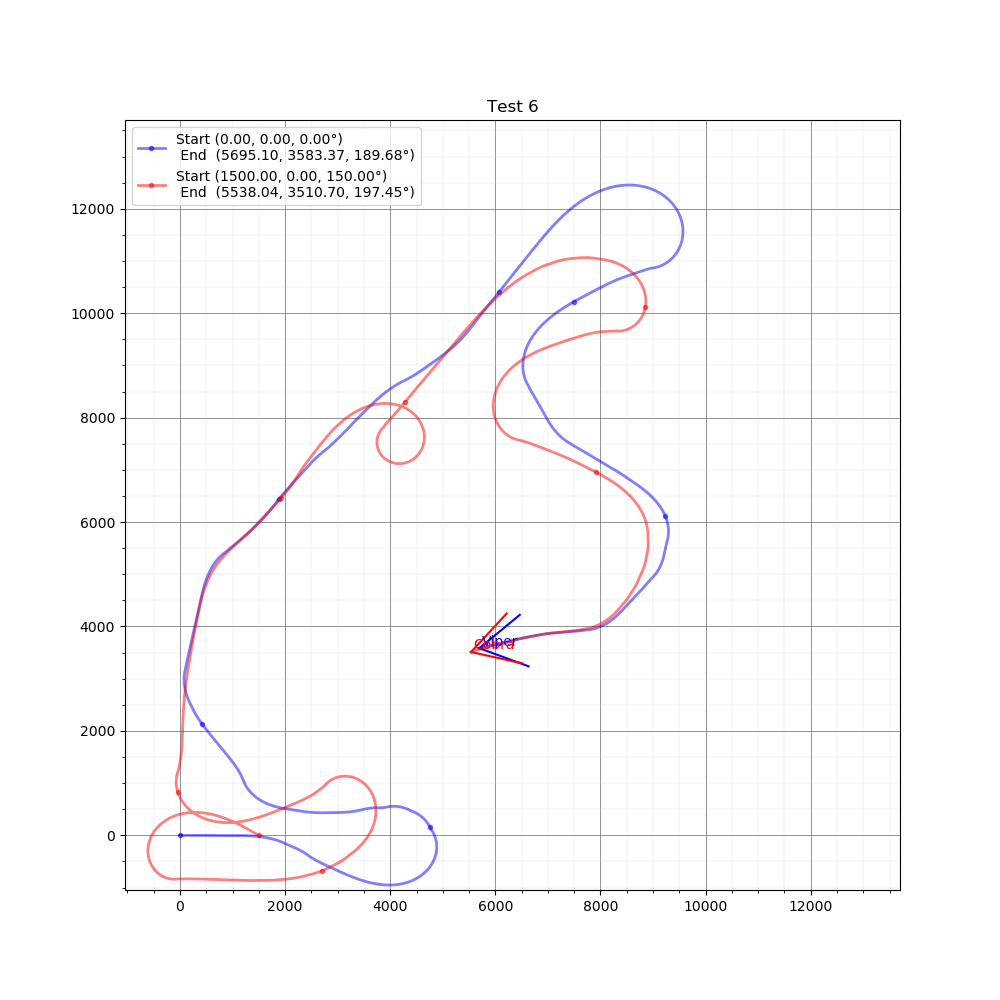 Test 6
Start (0.00, 0.00, 0.00°)
End (5695.10, 3583.37, 189.68°)
Start (1500.00, 0.00, 150.00°)
End (5538.04, 3510.70, 197.45°)
12000
10000
8000
6000
4000
Viper
2000
0
0 2000 4000 6000 8000 10000 12000